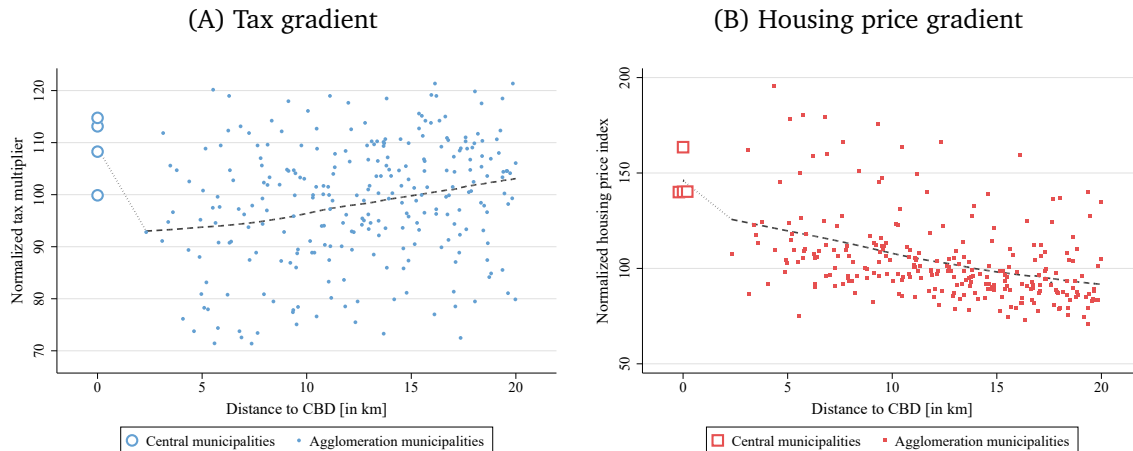 (A) Tax gradient
Normalized tax multiplier
120
110
100
90
80
70
0
5
10
15
20
Distance to CBD [in km]
Central municipalities
Agglomeration municipalities
(B) Housing price gradient
Normalized housing price index
200
150
100
50
0
5
10
15
20
Distance to CBD [in km]
Central municipalities
Agglomeration municipalities